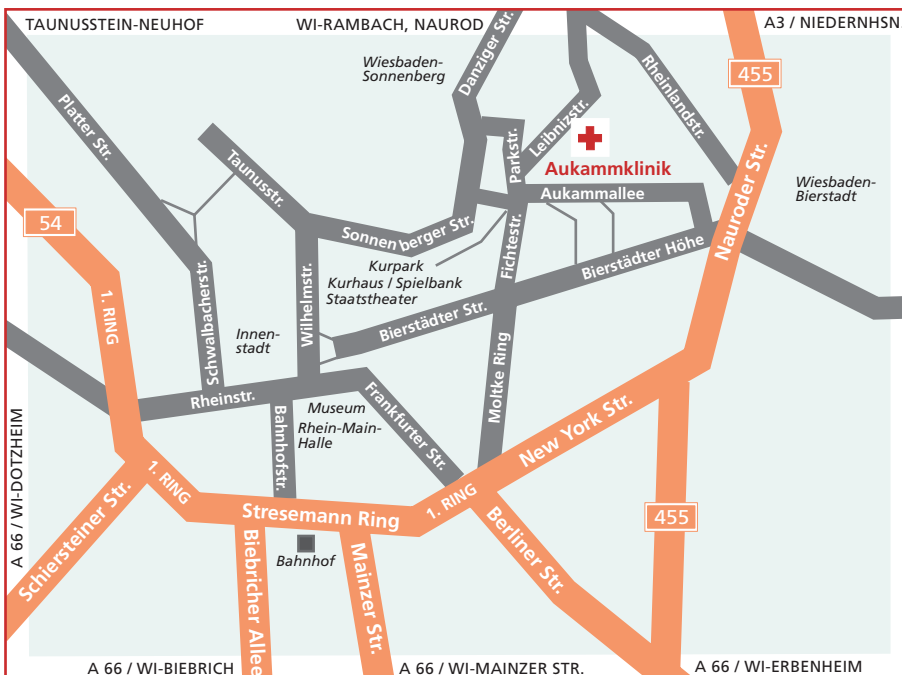 TAUNUSSTEIN-NEUHOF
WI-RAMBACH, NAUROD
A3 / NIEDERNHSN.
Danziger Str.
Wiesbaden-
Sonnenberg
455
Rheinlandstr.
Platter Str.
Leibnizstr.
Parkstr.
Taunusstr.
Aukammklinik
Aukammallee
Wiesbaden-
Bierstadt
Nauroder Str.
54
Sonnenberger Str.
Fichtestr.
Bierstädter Höhe
Kurpark
Kurhaus / Spielbank
Staatstheater
1. RING
Schwalbacherstr.
Wilhelmstr.
Innen-
stadt
Bierstädter Str.
Moltke Ring
Rheinstr.
Frankfurter Str.
Museum
Rhein-Main-
Halle
Bahnhofstr.
New York Str.
A 66 / WI-DOTZHEIM
Schiersteiner Str.
1. RING
Stresemann Ring
1. RING
455
Berliner Str.
Biebricher Allee
Bahnhof
Mainzer Str.
A 66 / WI-BIEBRICH
A 66 / WI-MAINZER STR.
A 66 / WI-ERBENHEIM